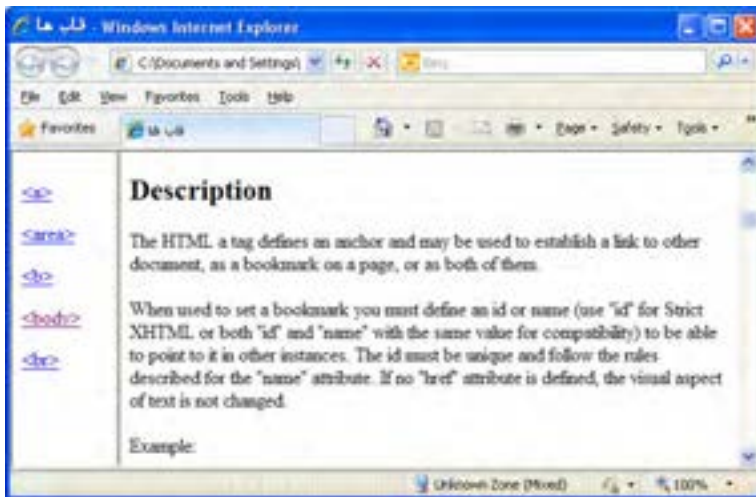 قاب ها - Windows Internet Explorer
C:\Documents and Settings\
Bing
File Edit View Favorites Tools Help
Favorites
قاب ها
Page Safety Tools
<a>
<area>
<b>
<body>
<br>
Description
The HTML a tag defines an anchor and may be used to establish a link to other
document, as a bookmark on a page, or as both of them.
When used to set a bookmark you must define an id or name (use "id" for Strict
XHTML or both "id" and "name" with the same value for compatibility) to be able
to point to it in other instances. The id must be unique and follow the rules
described for the "name" attribute. If no "href" attribute is defined, the visual aspect
of text is not changed.
Example:
Unknown Zone (Mixed)
100%